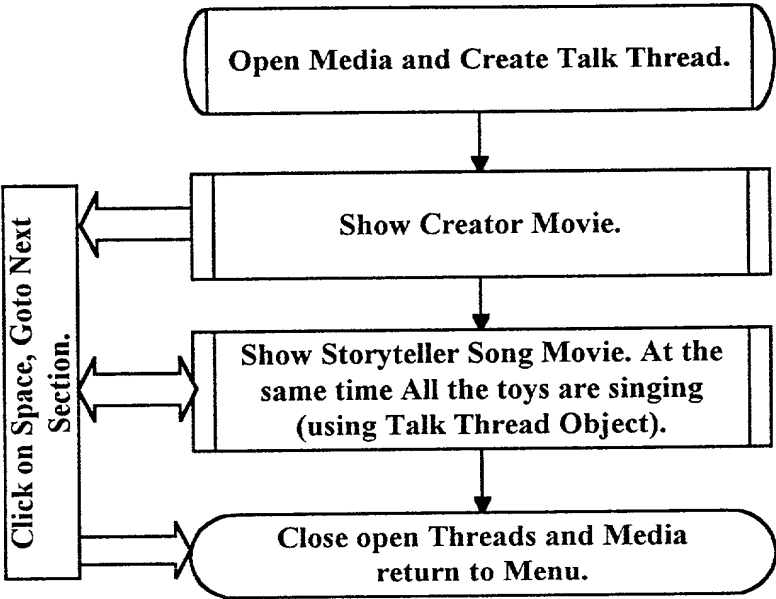 Open Media and Create Talk Thread.
Show Creator Movie.
Click on Space, Goto Next
Section.
Show Storyteller Song Movie. At the
same time All the toys are singing
(using Talk Thread Object).
Close open Threads and Media
return to Menu.